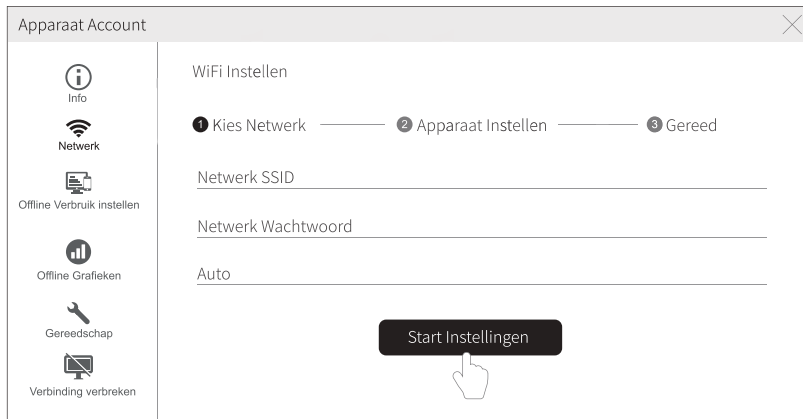 Apparaat Account
Info
Netwerk
Offline Verbruik instellen
Offline Grafieken
Gereedschap
Verbinding verbreken
WiFi Instellen
1 Kies Netwerk 2 Apparaat Instellen 3 Gereed
Netwerk SSID
Netwerk Wachtwoord
Auto
Start Instellingen